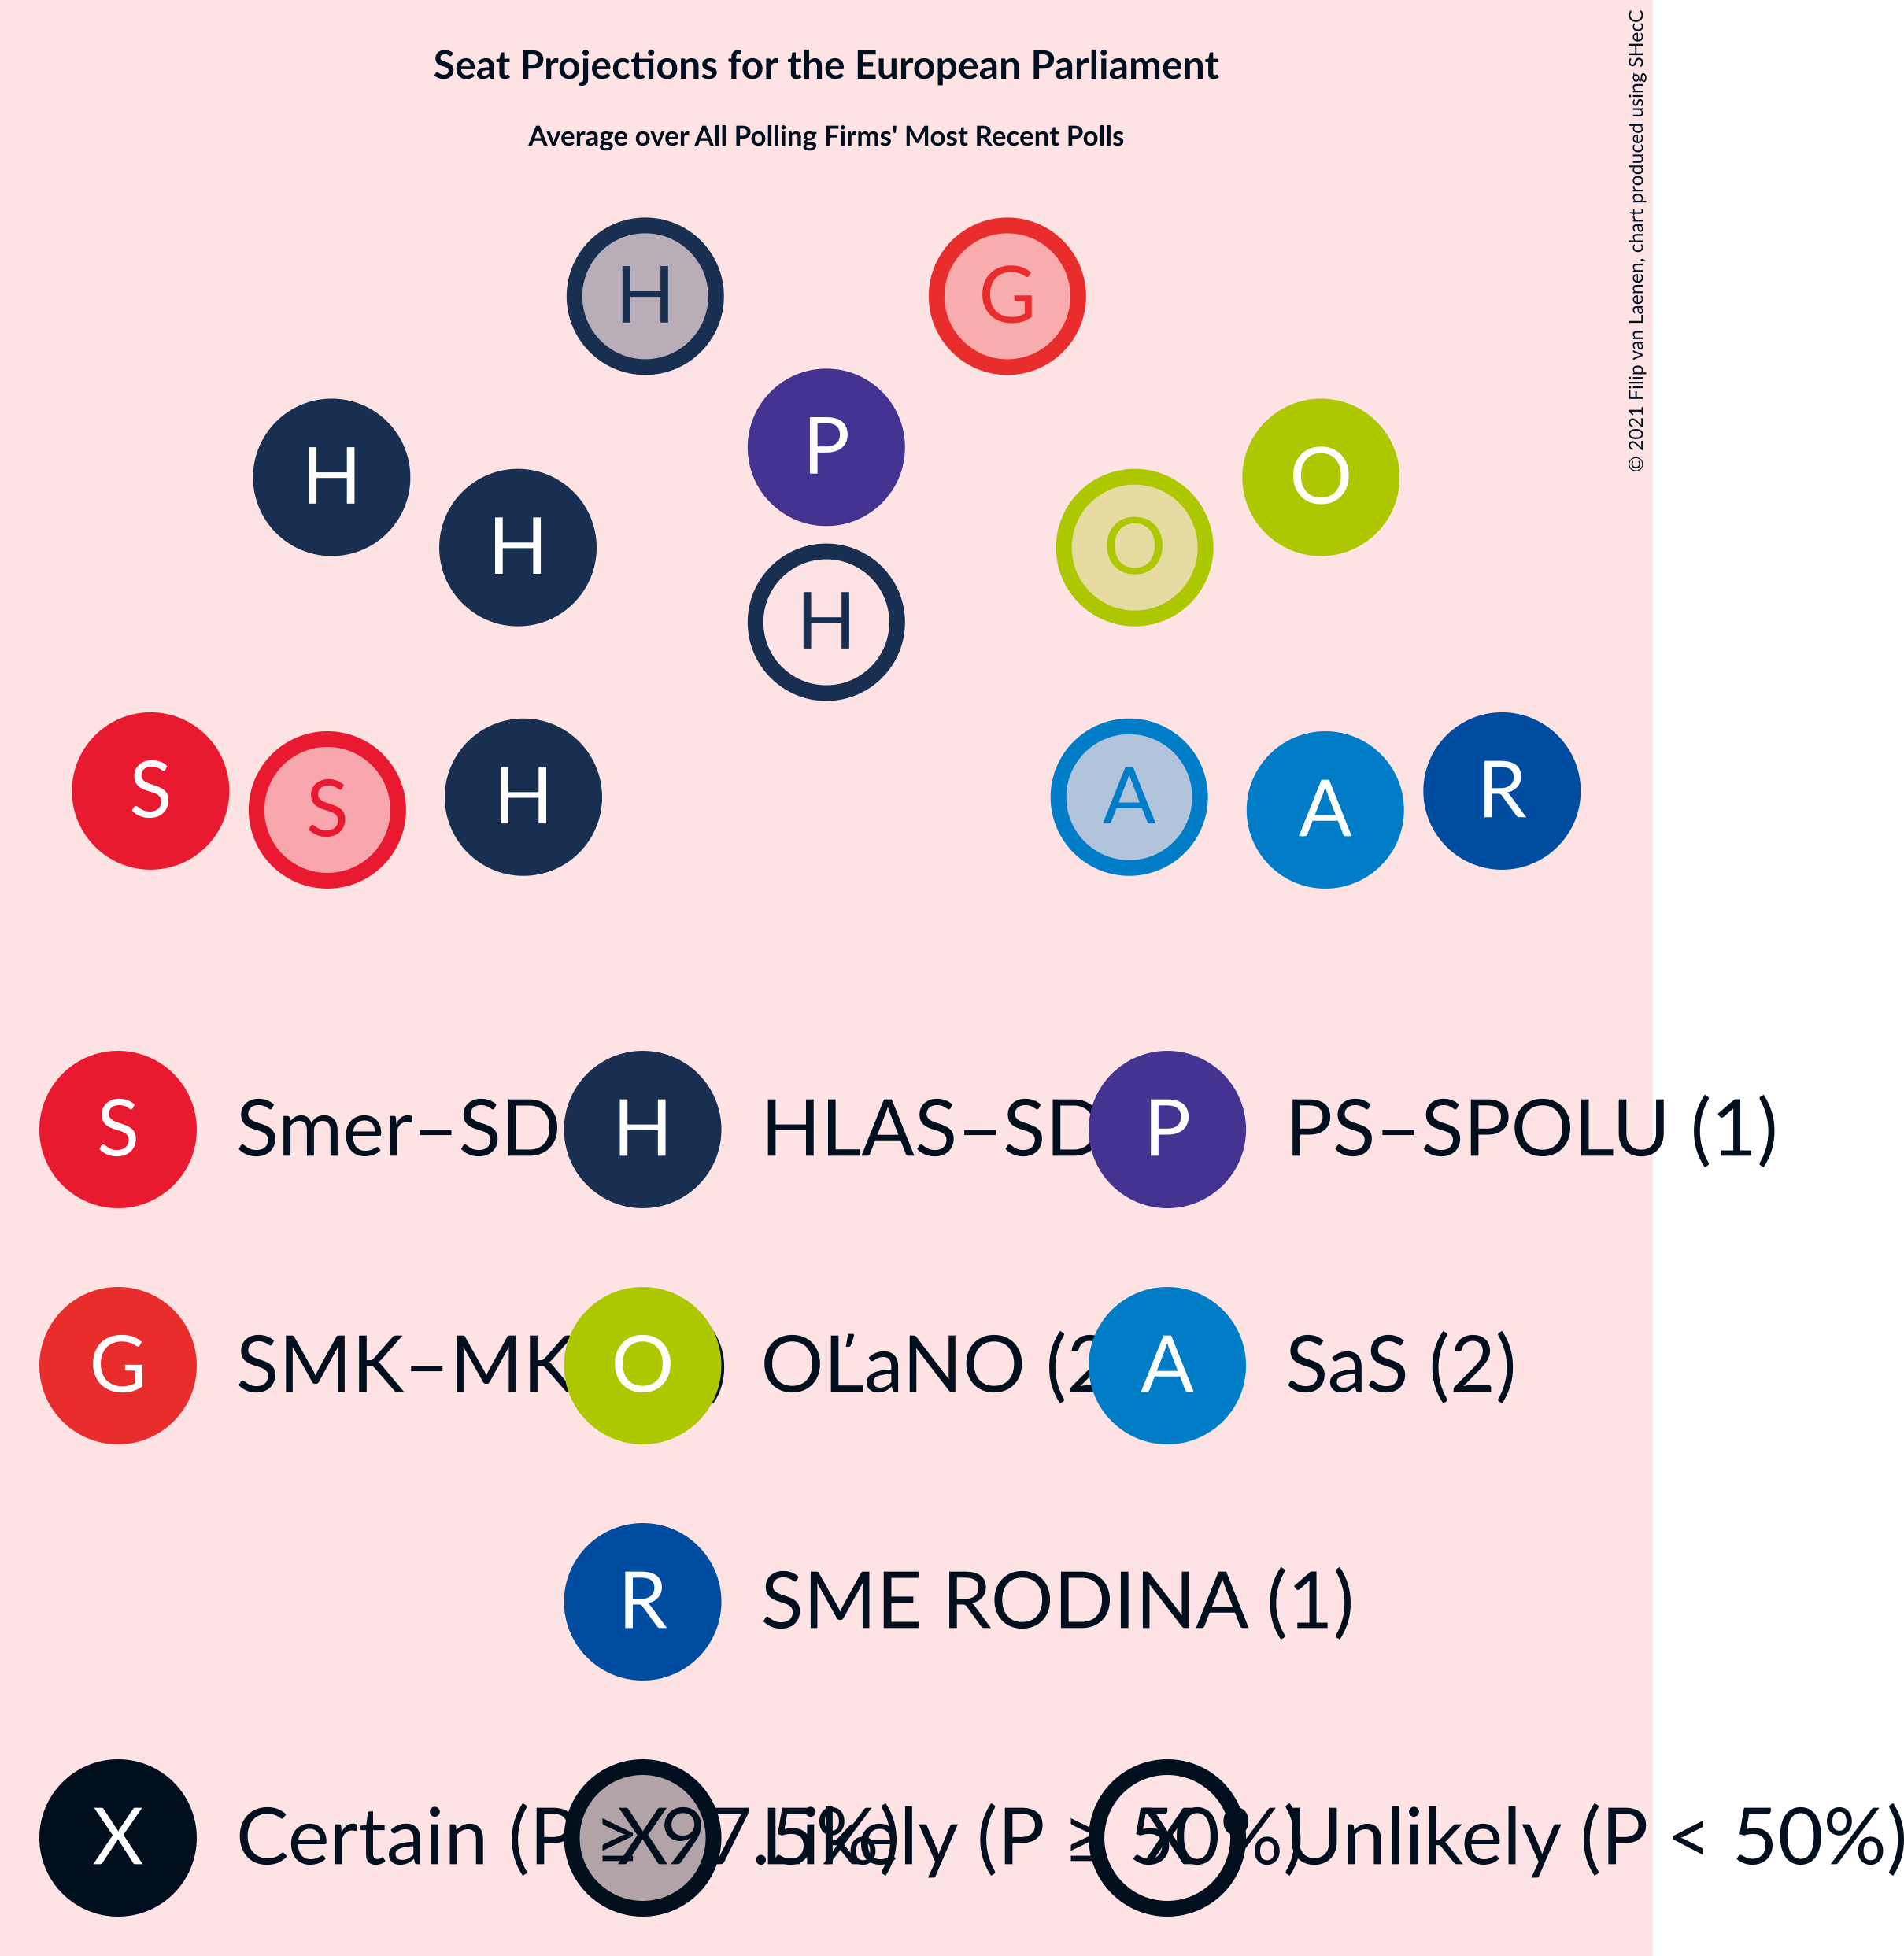 Seat Projections for the European Parliament
Average over All Polling Firms' Most Recent Polls
© 2021 Filip van Laenen, chart produced using SHecC
H G
P
H O
H O
H
S R
S H A A
S Smer–SD H HLAS–SD P PS–SPOLU (1)
G SMK–MK O OĽaNO (2 A SaS (2)
R SME RODINA (1)
X Certain (P ≥ 97.5%) X Likely (P ≥ 50%) X Unlikely (P < 50%)